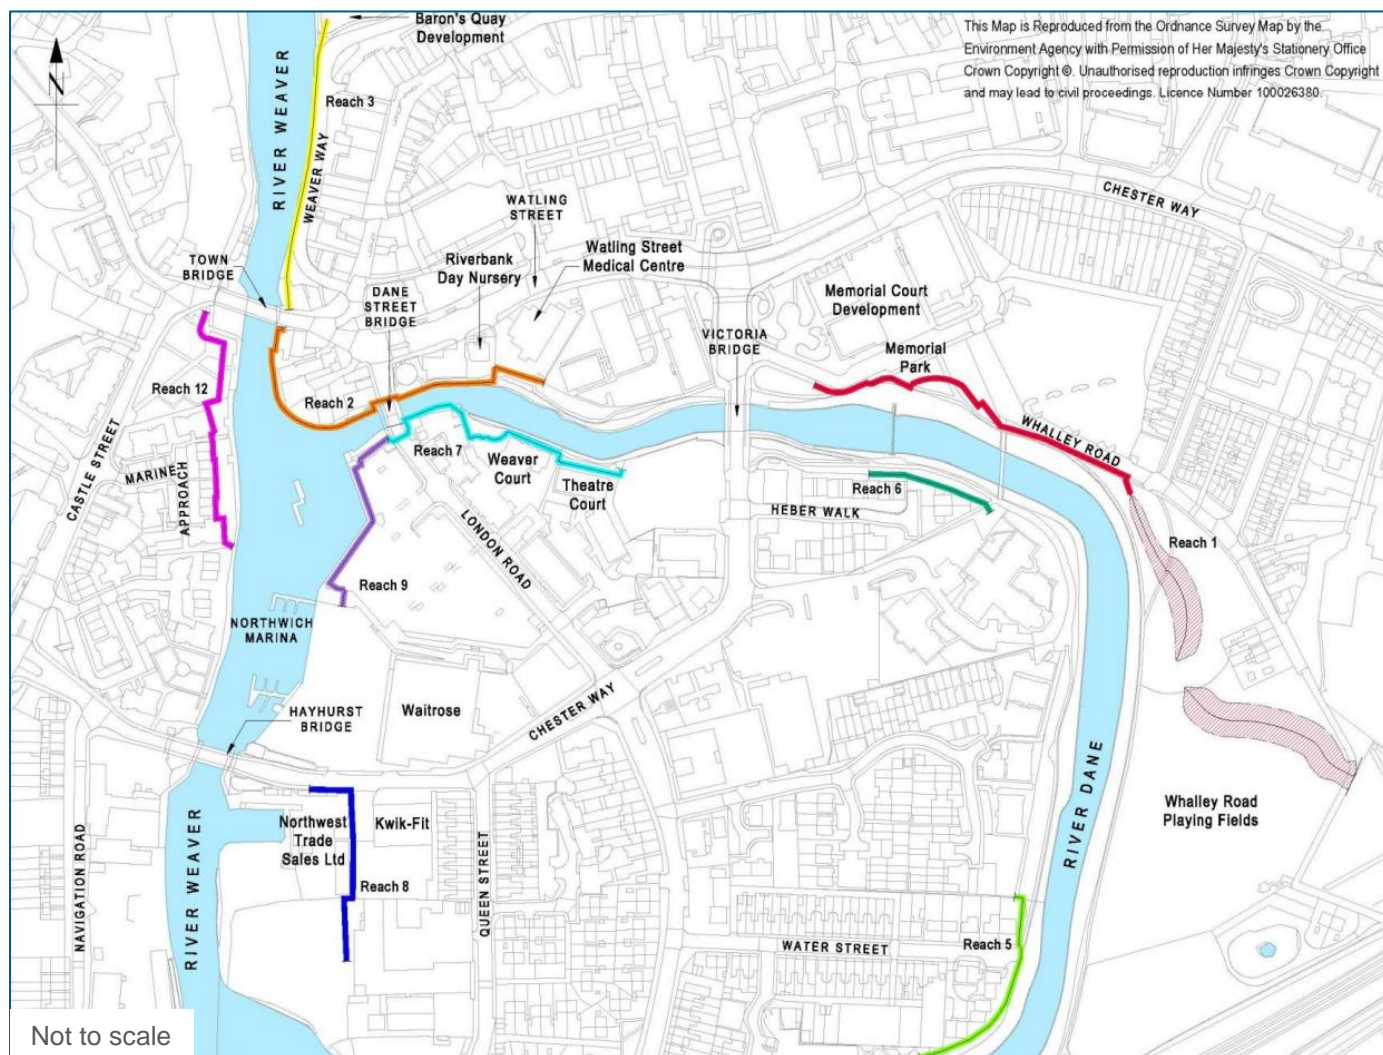 Baron's Quay
Development
This Map is Reproduced from the Ordnance Survey Map by the
Environment Agency with Permission of Her Majesty's Stationery Office
Crown Copyright ©. Unauthorised reproduction infringes Crown Copyright
and may lead to civil proceedings. Licence Number 100026380.
N
RIVER WEAVER
Reach 3
WEAVER WAY
CHESTER WAY
WATLING
STREET
TOWN
BRIDGE
Riverbank
Day Nursery
Watling Street
Medical Centre
DANE
STREET
BRIDGE
Memorial Court
Development
VICTORIA
BRIDGE
Memorial
Park
Reach 12
Reach 2
WHALLEY ROAD
CASTLE STREET
MARINE
APPROACH
Reach 7
Weaver
Court
Theatre
Court
Reach 6
HEBER WALK
LONDON ROAD
Reach 1
Reach 9
NORTHWICH
MARINA
HAYHURST
BRIDGE
Waitrose
CHESTER WAY
RIVER DANE
Whalley Road
Playing Fields
Northwest
Trade
Sales Ltd
Kwik-Fit
NAVIGATION ROAD
RIVER WEAVER
Reach 8
QUEEN STREET
WATER STREET
Reach 5
Not to scale